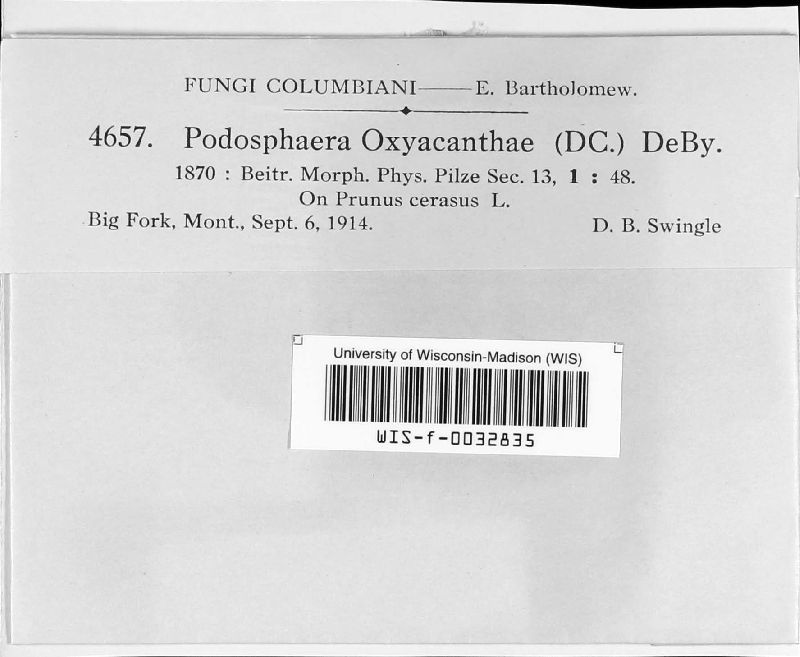 FUNGI COLUMBIANI——E. Bartholomew.
4657. Podosphaera Oxyacanthae (DC.) DeBy.
1870 : Beitr. Morph. Phys. Pilze Sec. 13, 1 : 48.
On Prunus cerasus L.
Big Fork, Mont., Sept. 6, 1914. D. B. Swingle
University of Wisconsin-Madison (WIS)
WIS-f-0032835